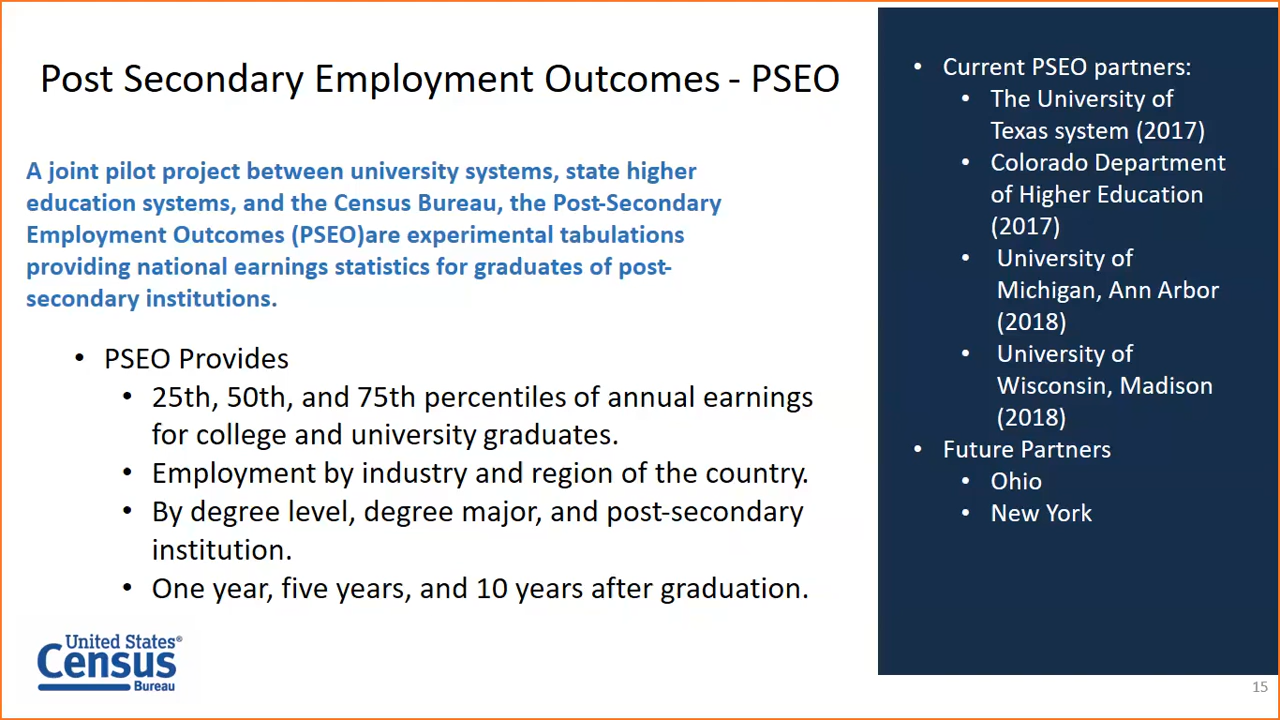 Post Secondary Employment Outcomes - PSEO
A joint pilot project between university systems, state higher
education systems, and the Census Bureau, the Post-Secondary
Employment Outcomes (PSEO)are experimental tabulations
providing national earnings statistics for graduates of post-
secondary institutions.
• PSEO Provides
• 25th, 50th, and 75th percentiles of annual earnings
for college and university graduates.
• Employment by industry and region of the country.
• By degree level, degree major, and post-secondary
institution.
• One year, five years, and 10 years after graduation.
United States®
Census
Bureau
• Current PSEO partners:
• The University of
Texas system (2017)
• Colorado Department
of Higher Education
(2017)
• University of
Michigan, Ann Arbor
(2018)
• University of
Wisconsin, Madison
(2018)
• Future Partners
• Ohio
• New York
15